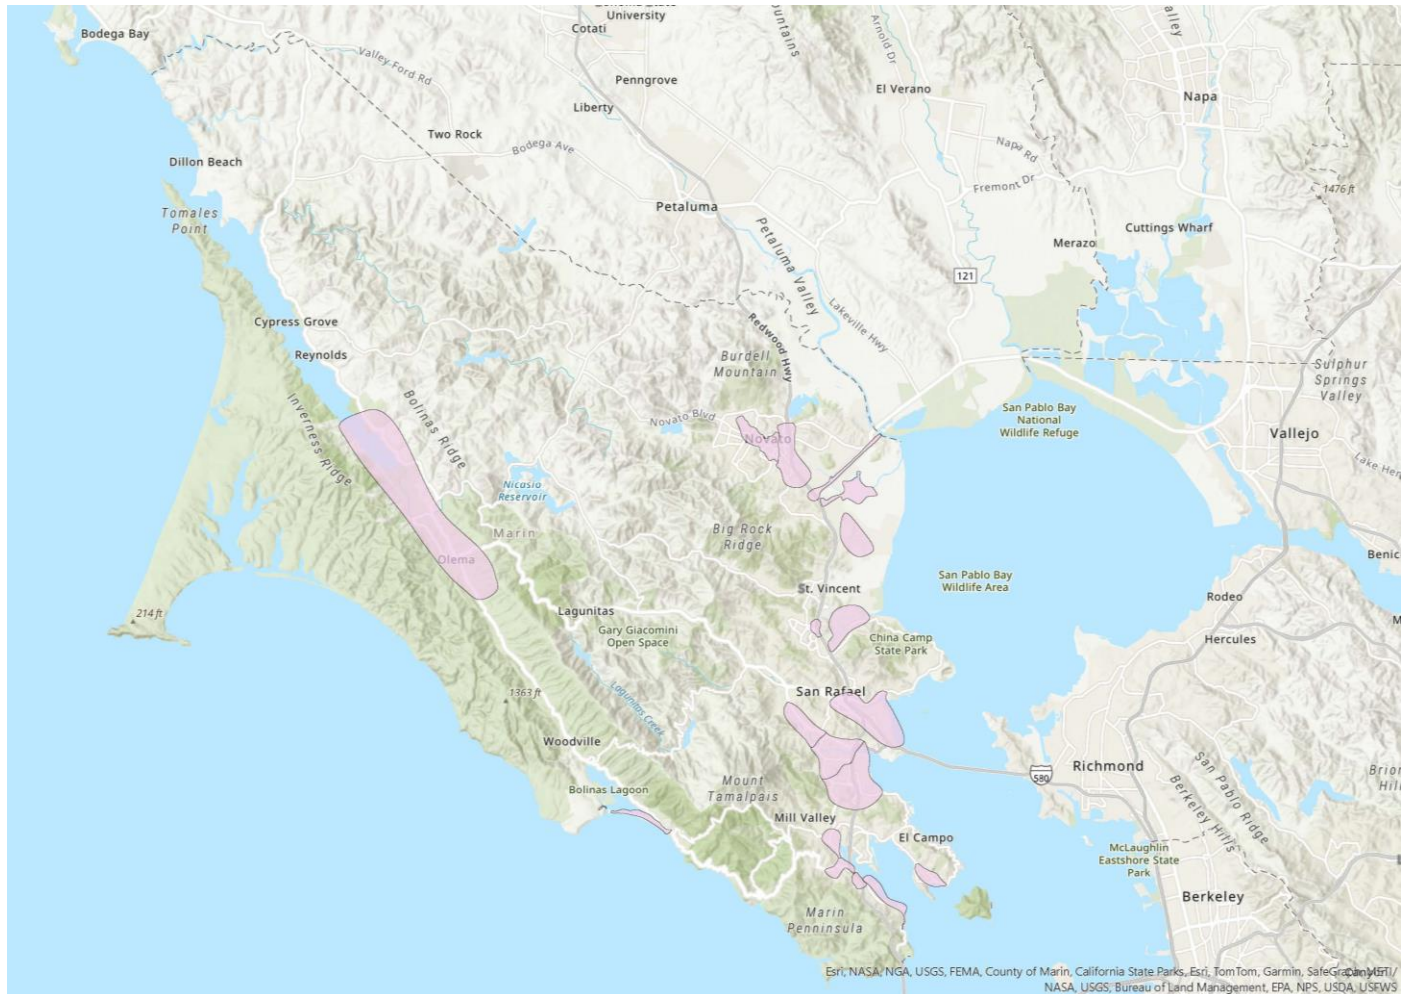 University
Cotati
Bodega Bay
Valley Ford Rd
Penngrove
Arnold Dr
El Verano
Napa
Liberty
Two Rock
Bodega Ave
Napa Rd
Dillon Beach
Fremont Dr
1476 ft
Petaluma
Tomales
Point
Cuttings Wharf
Petaluma Valley
Merazo
121
Lakeville Hwy
Cypress Grove
Redwood Hwy
Reynolds
Burdell
Mountain
Sulphur
Springs
Valley
Inverness Ridge
Bolinas Ridge
Novato Blvd
San Pablo Bay
National
Wildlife Refuge
Novato
Vallejo
Nicasio
Reservoir
Marin
Big Rock
Ridge
Olema
San Pablo Bay
Wildlife Area
St. Vincent
Rodeo
214 ft
Lagunitas
Gary Giacomini
Open Space
China Camp
State Park
Hercules
1363 ft
Lagunitas Creek
San Rafael
Woodville
Richmond
580
San Pablo Ridge
Berkeley Hills
Bolinas Lagoon
Mount
Tamalpais
Mill Valley
El Campo
McLaughlin
Eastshore State
Park
Berkeley
Marin
Penninsula
Esri, NASA, NGA, USGS, FEMA, County of Marin, California State Parks, Esri, TomTom, Garmin, SafeGraph,
NASA, USGS, Bureau of Land Management, EPA, NPS, USDA, USFWS